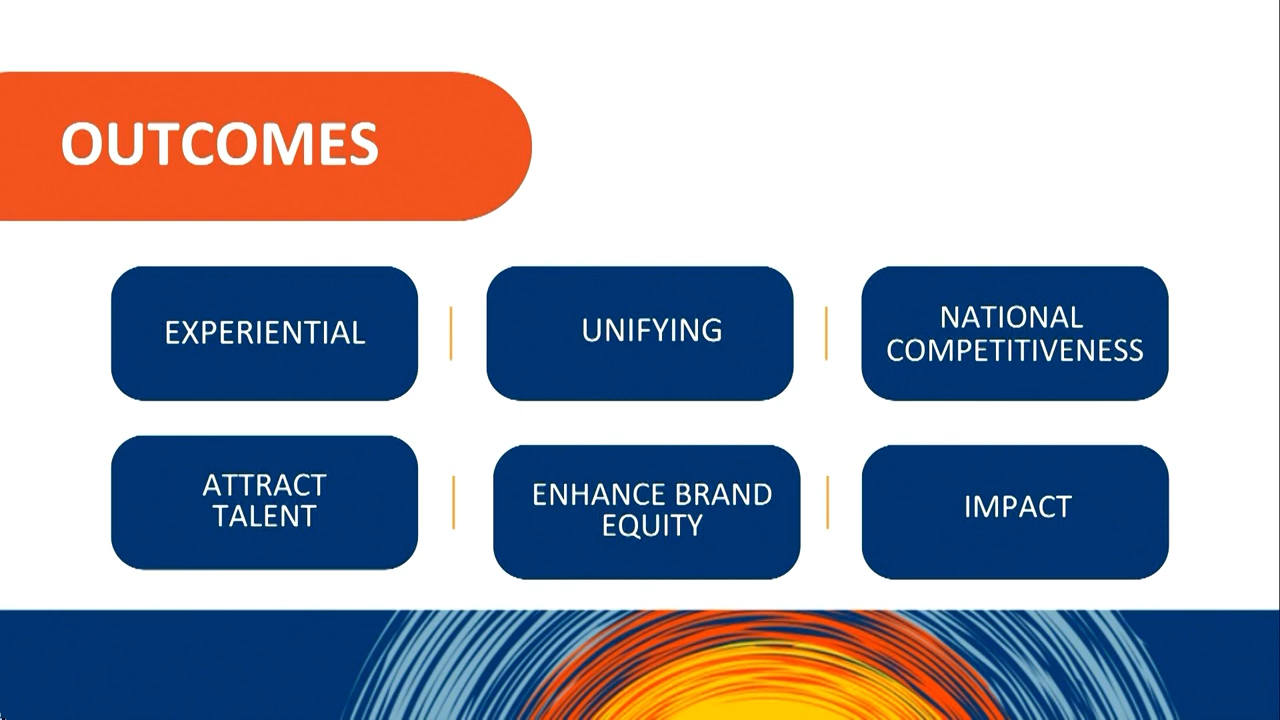 OUTCOMES
EXPERIENTIAL
UNIFYING
NATIONAL
COMPETITIVENESS
ATTRACT
TALENT
ENHANCE BRAND
EQUITY
IMPACT